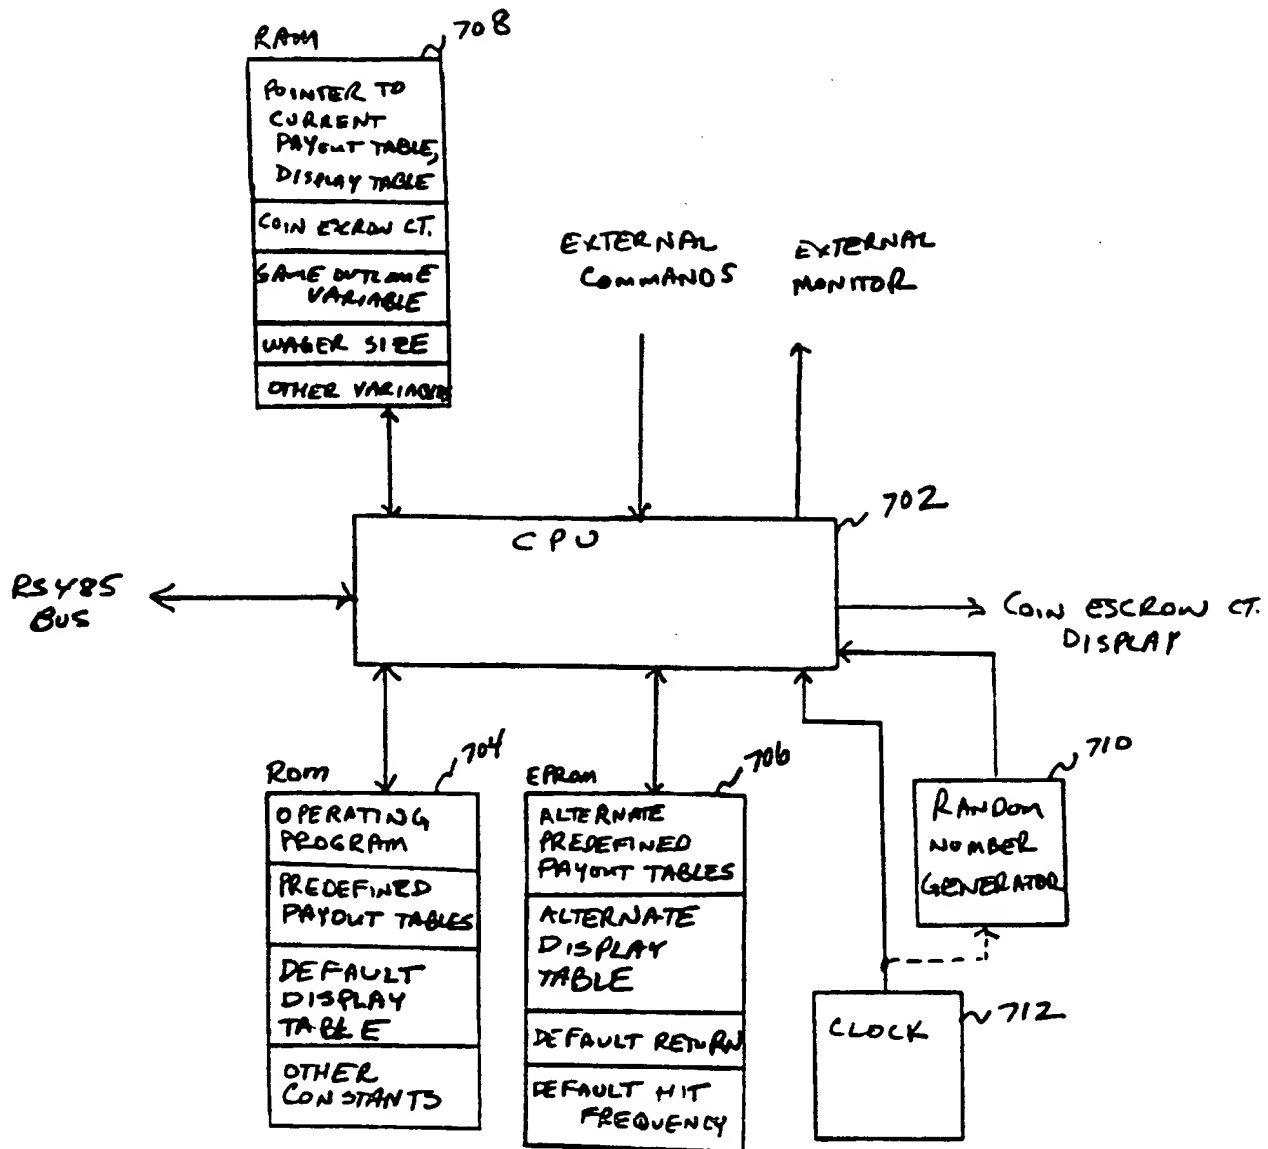 RAM
708
POINTER TO
CURRENT
PAYOUT TABLE,
DISPLAY TABLE
COIN ESCROW CT.
GAME OUTCOME
VARIABLE
WAGER SIZE
OTHER VARIABLES
EXTERNAL
COMMANDS
EXTERNAL
MONITOR
702
CPU
RS485
BUS
COIN ESCROW CT.
DISPLAY
ROM
704
OPERATING
PROGRAM
PREDEFINED
PAYOUT TABLES
DEFAULT
DISPLAY
TABLE
OTHER
CONSTANTS
EPROM
706
ALTERNATE
PREDEFINED
PAYOUT TABLES
ALTERNATE
DISPLAY
TABLE
DEFAULT RETURN
DEFAULT HIT
FREQUENCY
710
RANDOM
NUMBER
GENERATOR
CLOCK
712